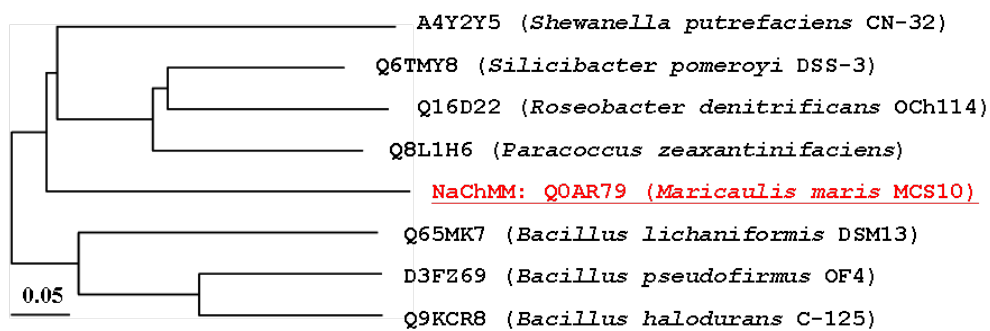 A4Y2Y5 (Shewanella putrefaciens CN-32)
Q6TMY8 (Silicibacter pomeroyi DSS-3)
Q16D22 (Roseobacter denitrificans OCh114)
Q8L1H6 (Paracoccus zeaxantinifaciens)
NaChMM: Q0AR79 (Maricaulis maris MCS10)
Q65MK7 (Bacillus lichaniformis DSM13)
D3FZ69 (Bacillus pseudofirmus OF4)
0.05
Q9KCR8 (Bacillus halodurans C-125)